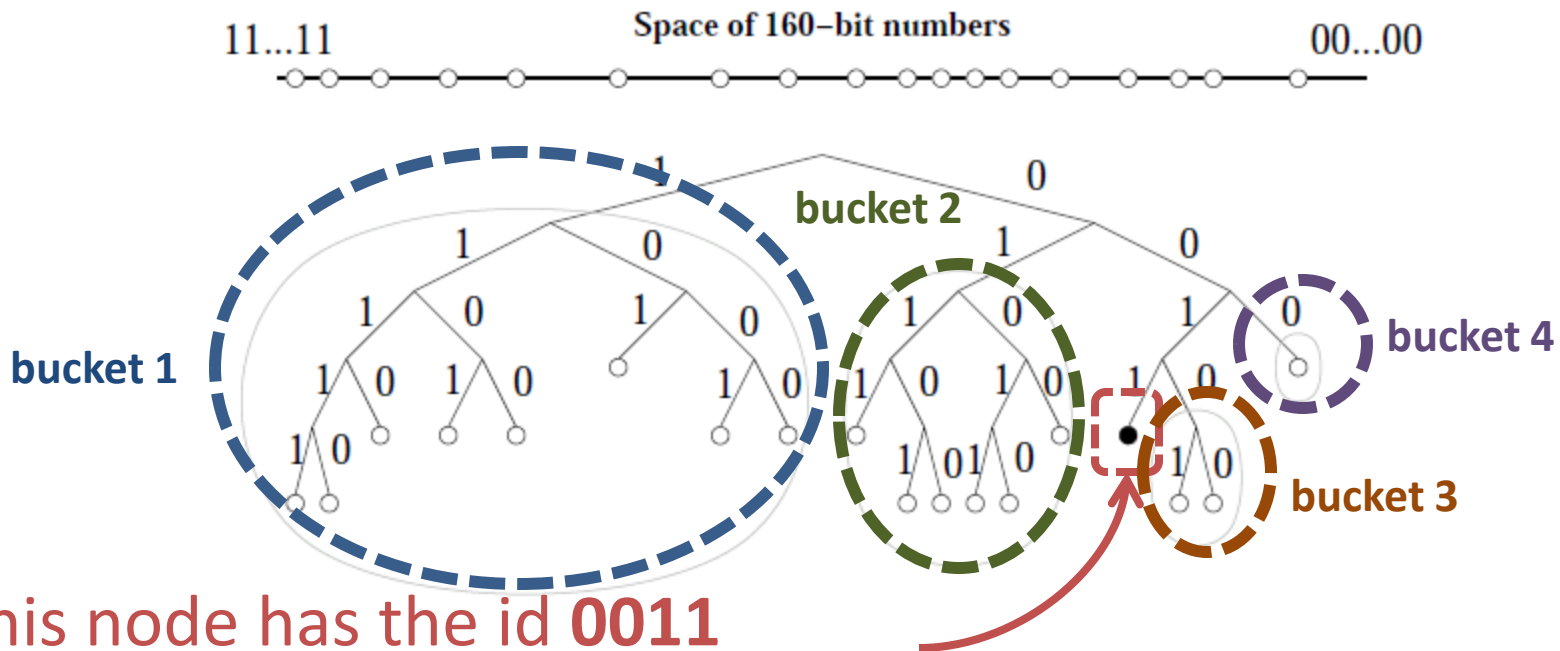 Space of 160–bit numbers
11...11 00...00
1 0
bucket 2
1 0 1 0
1 0 1 0 1 0 1 0
bucket 4
bucket 1
1 0 1 0 1 0 1 0 1 0 1 0
1 0 1 0 1 0 1 0
bucket 3
his node has the id 0011